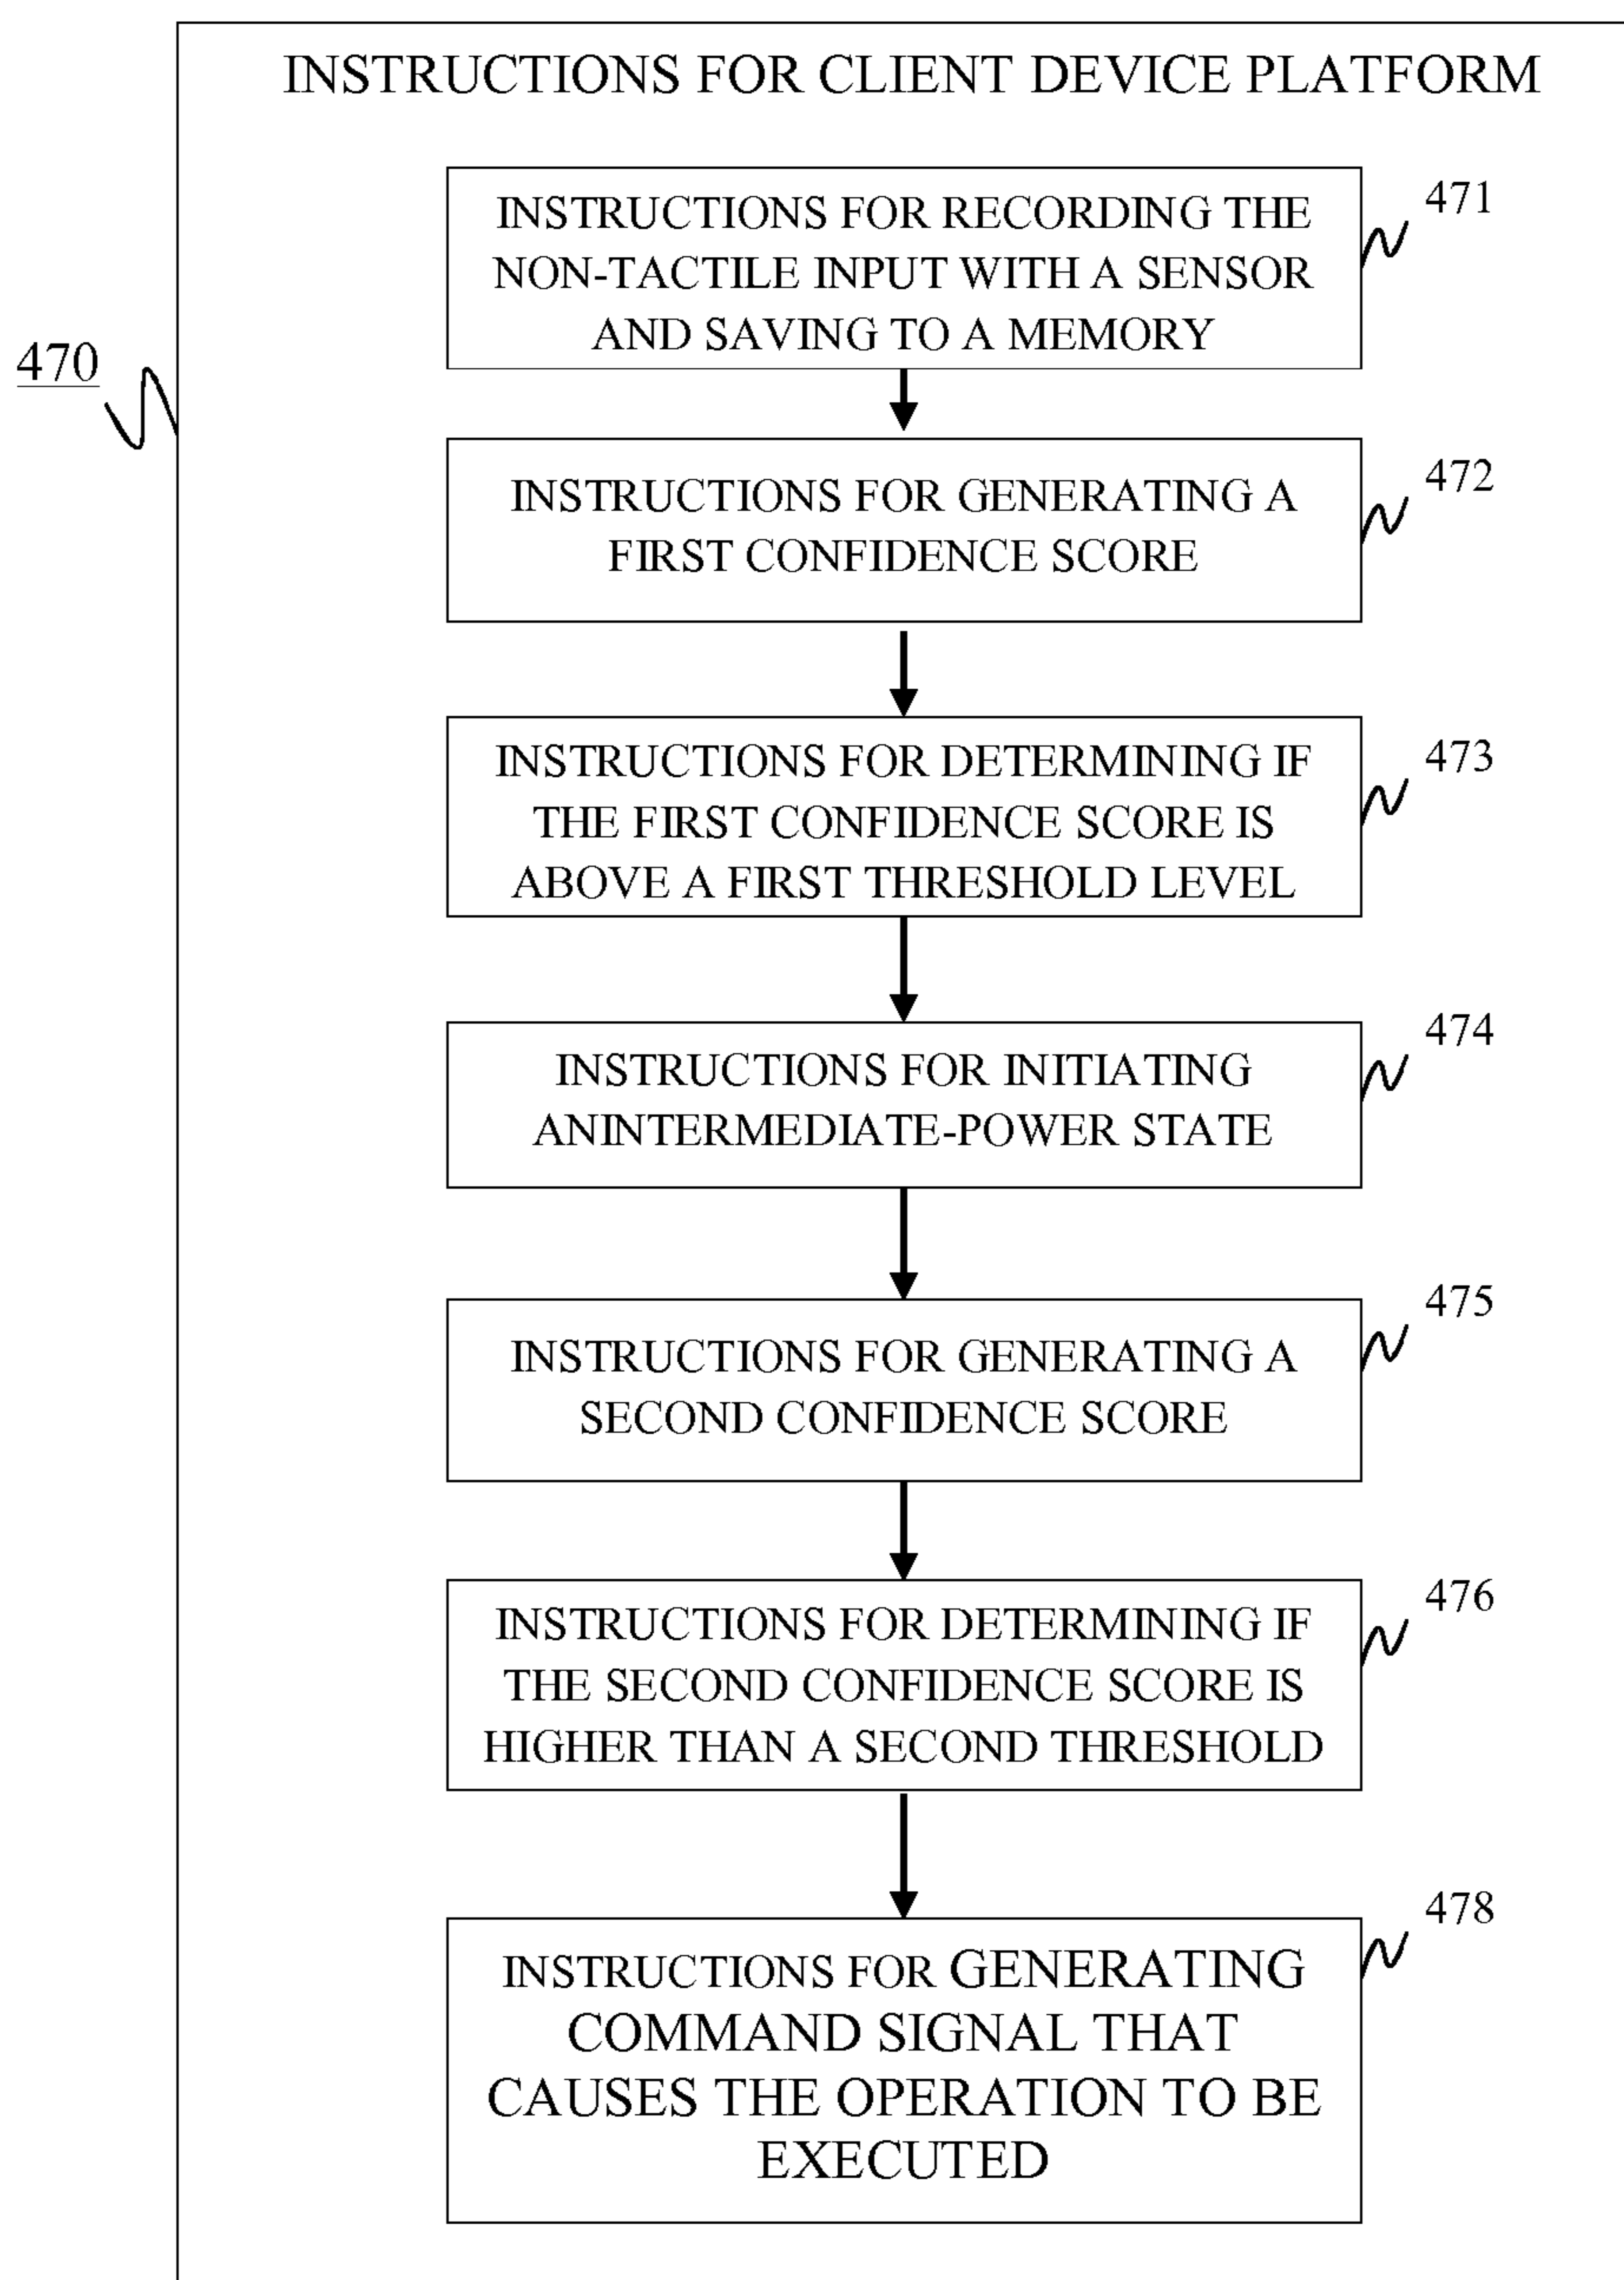 INSTRUCTIONS FOR CLIENT DEVICE PLATFORM
470
INSTRUCTIONS FOR RECORDING THE
NON-TACTILE INPUT WITH A SENSOR
AND SAVING TO A MEMORY
471
INSTRUCTIONS FOR GENERATING A
FIRST CONFIDENCE SCORE
472
INSTRUCTIONS FOR DETERMINING IF
THE FIRST CONFIDENCE SCORE IS
ABOVE A FIRST THRESHOLD LEVEL
473
INSTRUCTIONS FOR INITIATING
ANINTERMEDIATE-POWER STATE
474
INSTRUCTIONS FOR GENERATING A
SECOND CONFIDENCE SCORE
475
INSTRUCTIONS FOR DETERMINING IF
THE SECOND CONFIDENCE SCORE IS
HIGHER THAN A SECOND THRESHOLD
476
INSTRUCTIONS FOR GENERATING
COMMAND SIGNAL THAT
CAUSES THE OPERATION TO BE
EXECUTED
478